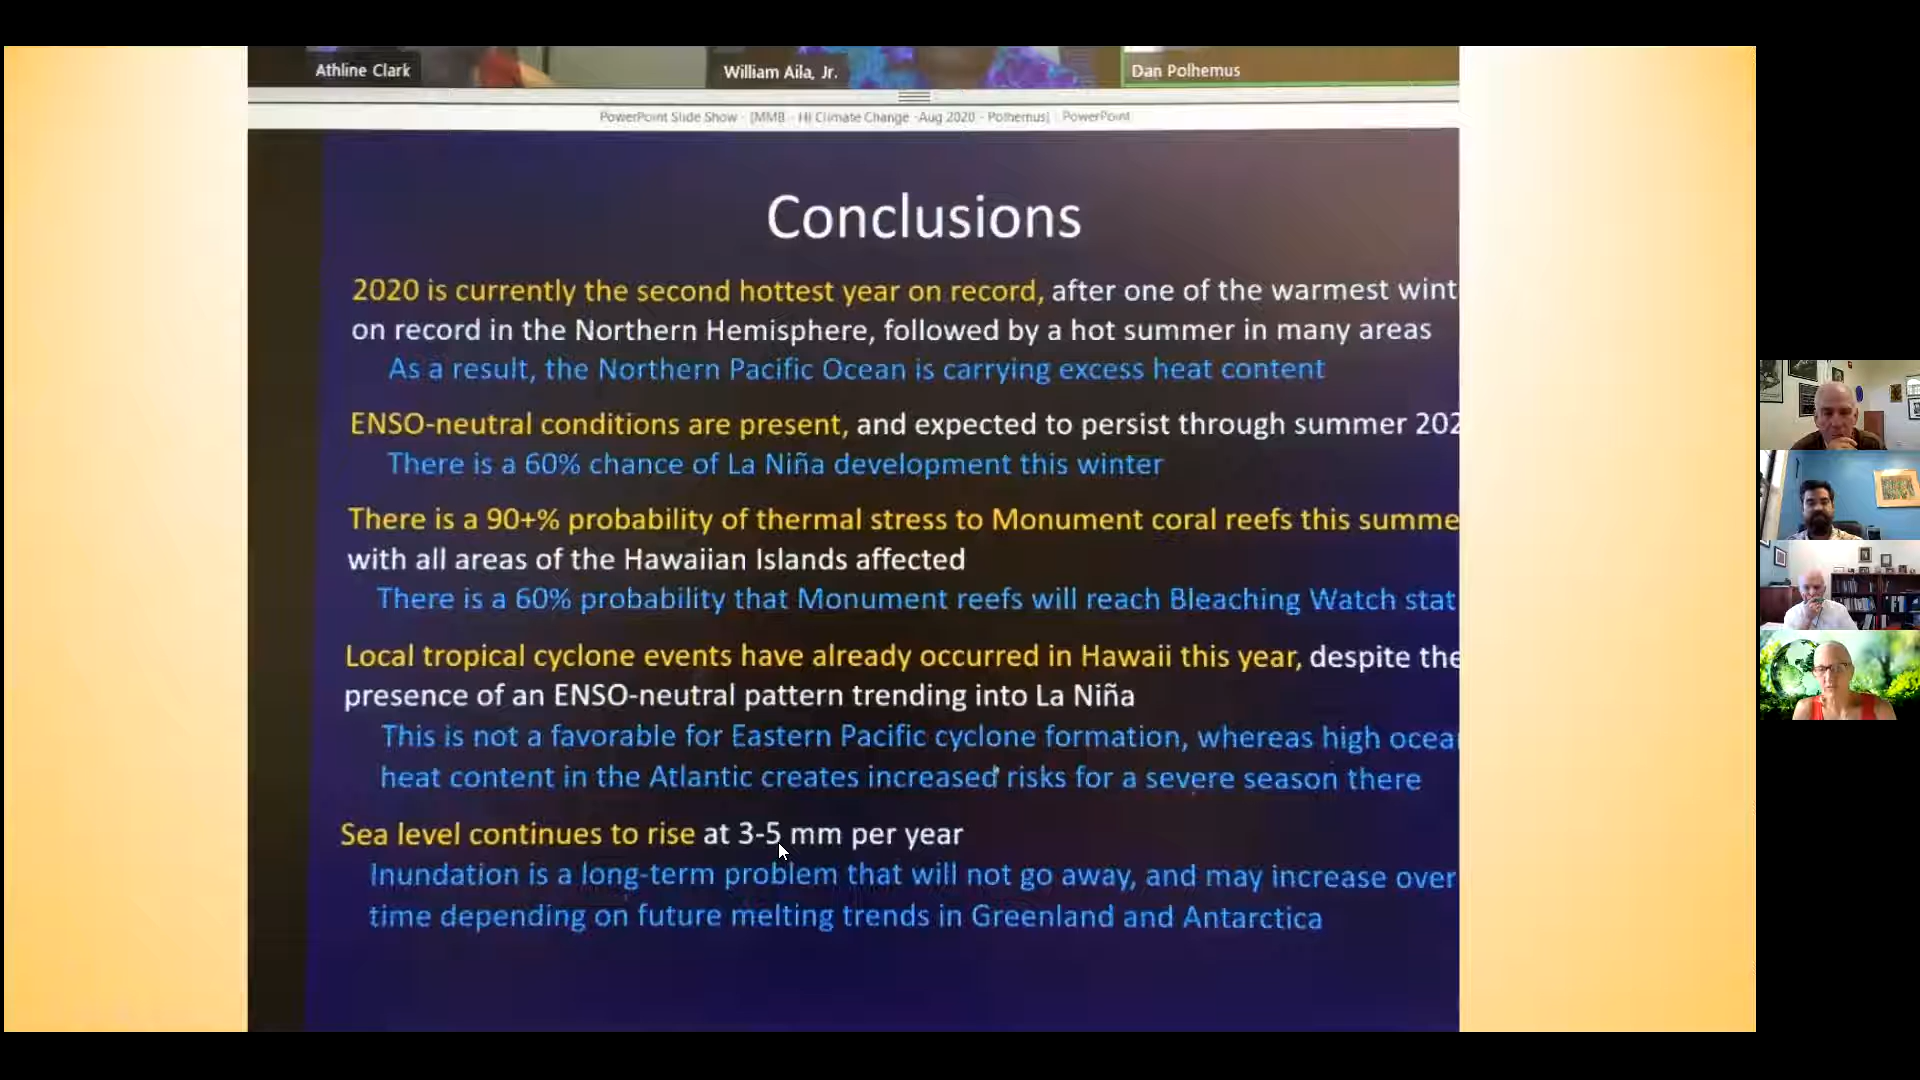 Athline Clark
William Aila, Jr.
Dan Polhemus
PowerPoint Slide Show - [MMB - HI Climate Change -Aug 2020 - Polhemus] - PowerPoint
Conclusions
2020 is currently the second hottest year on record, after one of the warmest wint
on record in the Northern Hemisphere, followed by a hot summer in many areas
As a result, the Northern Pacific Ocean is carrying excess heat content
ENSO-neutral conditions are present, and expected to persist through summer 202
There is a 60% chance of La Niña development this winter
There is a 90+% probability of thermal stress to Monument coral reefs this summe
with all areas of the Hawaiian Islands affected
There is a 60% probability that Monument reefs will reach Bleaching Watch stat
Local tropical cyclone events have already occurred in Hawaii this year, despite the
presence of an ENSO-neutral pattern trending into La Niña
This is not a favorable for Eastern Pacific cyclone formation, whereas high ocea
heat content in the Atlantic creates increased risks for a severe season there
Sea level continues to rise at 3-5 mm per year
Inundation is a long-term problem that will not go away, and may increase over
time depending on future melting trends in Greenland and Antarctica